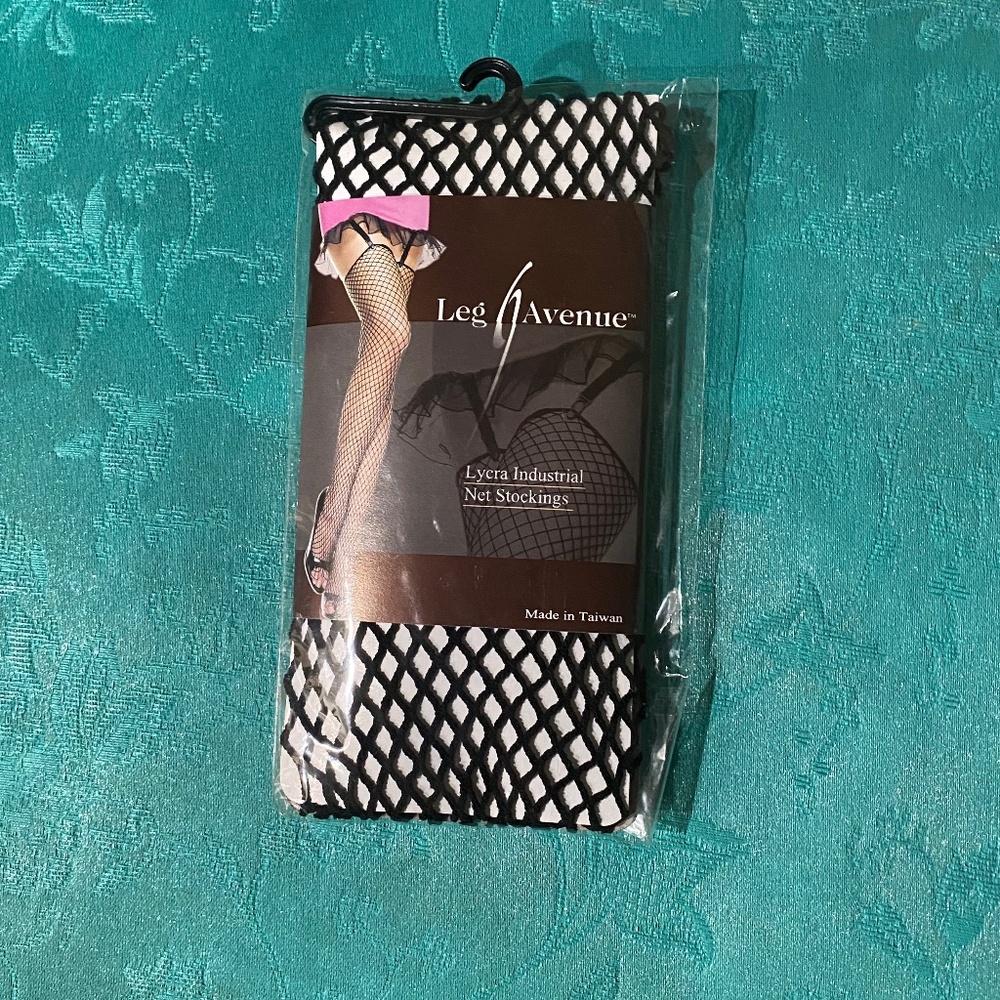 Leg Avenue™
Lycra Industrial
Net Stockings
Made in Taiwan